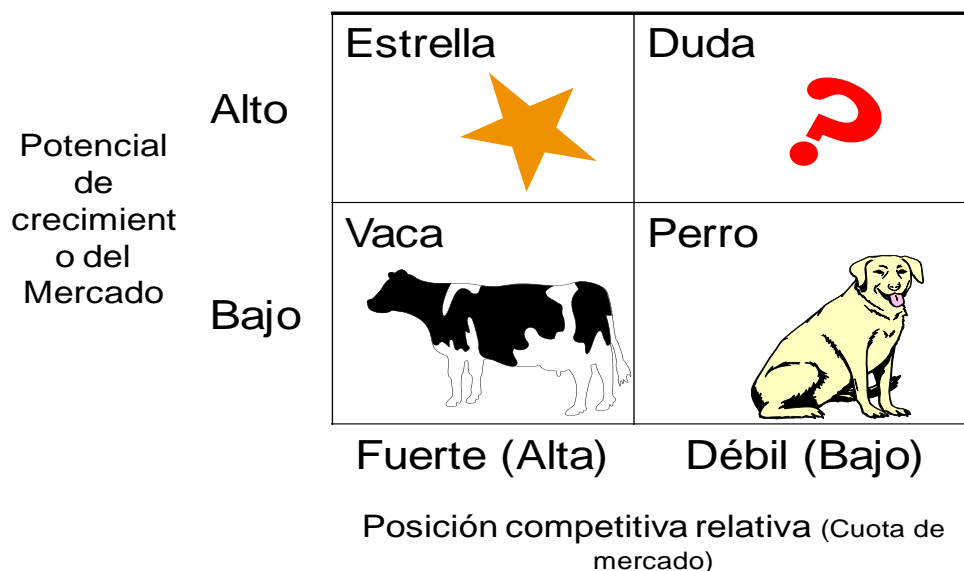 Estrella
Duda
Alto
Potencial
de
crecimient
o del
Mercado
Vaca
Perro
Bajo
Fuerte (Alta)
Débil (Bajo)
Posición competitiva relativa (Cuota de
mercado)